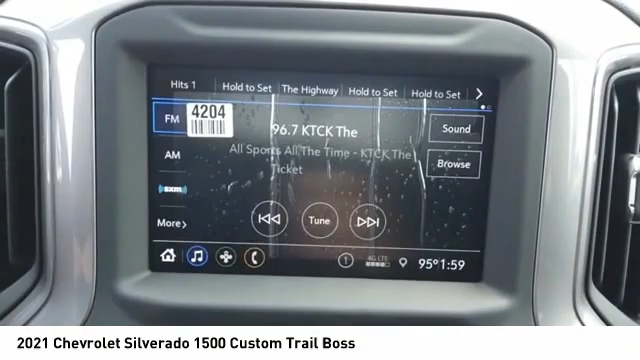 Hits 1 Hold to Set The Highway Hold to Set Hold to Set
FM
4204
96.7 KTCK The
Sound
AM
All Sports All The Time - KTCK The
Ticket
Browse
sxm
More
Tune
1 4G LTE 95° 1:59
2021 Chevrolet Silverado 1500 Custom Trail Boss